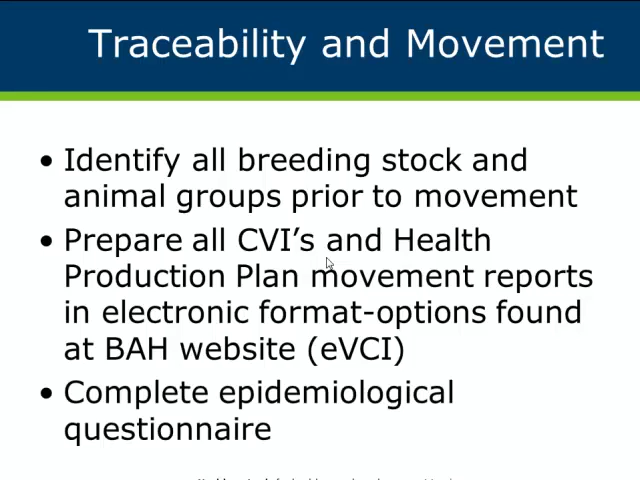 Traceability and Movement
• Identify all breeding stock and
animal groups prior to movement
• Prepare all CVI’s and Health
Production Plan movement reports
in electronic format-options found
at BAH website (eVCI)
• Complete epidemiological
questionnaire